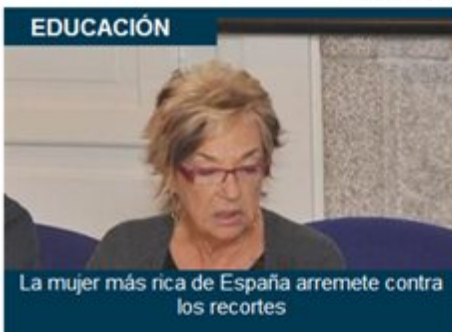 EDUCACIÓN
La mujer más rica de España arremete contra
los recortes